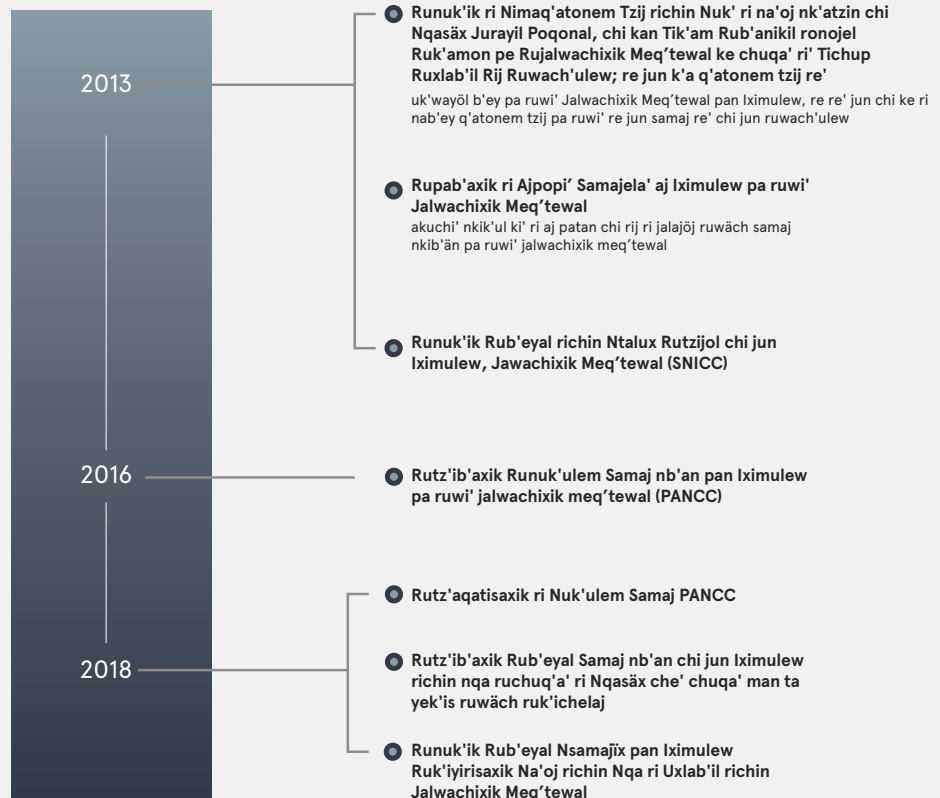 2013
Runuk'ik ri Nimaq'atonem Tzij richin Nuk' ri na'oj nk'atzin chi
Nqasäx Jurayil Poqonal, chi kan Tik'am Rub'anikil ronojel
Ruk'amon pe Rujalwachixik Meq’tewal ke chuqa' ri' Tichup
Ruxlab'il Rij Ruwach'ulew; re jun k'a q'atonem tzij re'
uk'wayöl b'ey pa ruwi' Jalwachixik Meq’tewal pan Iximulew, re re' jun chi ke ri
nab'ey q'atonem tzij pa ruwi' re jun samaj re' chi jun ruwach'ulew
Rupab'axik ri Ajpopi’ Samajela' aj Iximulew pa ruwi'
Jalwachixik Meq’tewal
akuchi' nkik'ul ki' ri aj patan chi rij ri jalajöj ruwäch samaj
nkib'än pa ruwi' jalwachixik meq’tewal
Runuk'ik Rub'eyal richin Ntalux Rutzijol chi jun
Iximulew, Jawachixik Meq’tewal (SNICC)
2016
Rutz'ib'axik Runuk'ulem Samaj nb'an pan Iximulew
pa ruwi' jalwachixik meq’tewal (PANCC)
2018
Rutz'aqatisaxik ri Nuk'ulem Samaj PANCC
Rutz'ib'axik Rub'eyal Samaj nb'an chi jun Iximulew
richin nqa ruchuq'a' ri Nqasäx che' chuqa' man ta
yek'is ruwäch ruk'ichelaj
Runuk'ik Rub'eyal Nsamajïx pan Iximulew
Ruk'iyirisaxik Na'oj richin Nqa ri Uxlab'il richin
Jalwachixik Meq’tewal